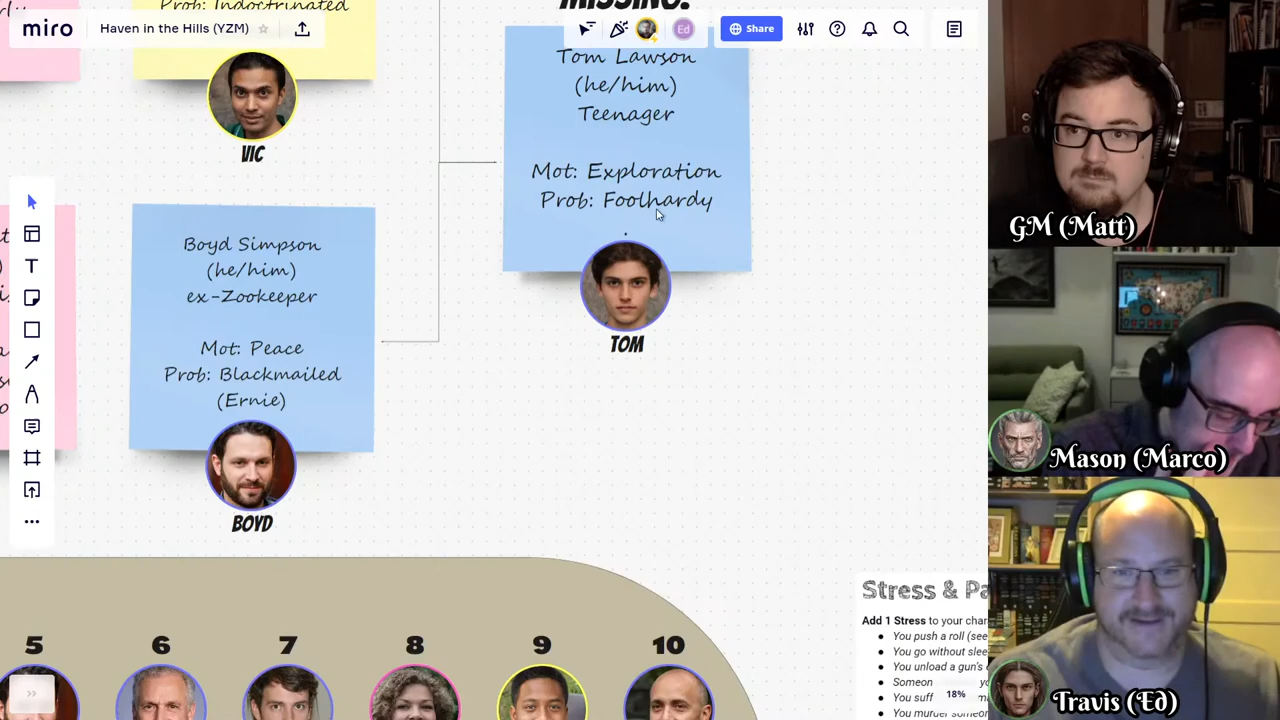 Prob: Indoctrinated
MISSING!
miro
Haven in the Hills (YZM)
Ed
Share
VIC
Tom Lawson
(he/him)
Teenager
Mot: Exploration
Prob: Foolhardy
.
TOM
Boyd Simpson
(he/him)
ex-Zookeeper
Mot: Peace
Prob: Blackmailed
(Ernie)
BOYD
GM (Matt)
Mason (Marco)
Travis (Ed)
5 6 7 8 9 10
Stress & Pa
Add 1 Stress to your char
You push a roll (see
You go without slee
You unload a gun's
Someon
You suff
You murder someon
18%